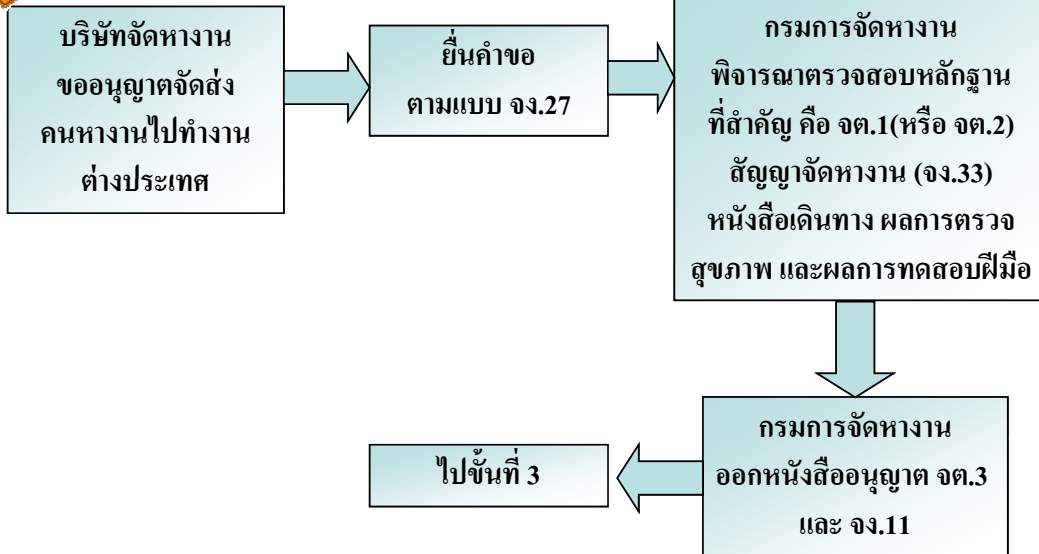 บริษัทจัดหางาน
ขออนุญาตจัดส่ง
คนหางานไปทำงาน
ต่างประเทศ
ยื่นคำขอ
ตามแบบ จง.27
กรมการจัดหางาน
พิจารณาตรวจสอบหลักฐาน
ที่สำคัญ คือ จต.1(หรือ จต.2)
สัญญาจัดหางาน (จง.33)
หนังสือเดินทาง ผลการตรวจ
สุขภาพ และผลการทดสอบฝีมือ
กรมการจัดหางาน
ออกหนังสืออนุญาต จต.3
และ จง.11
ไปขั้นที่ 3